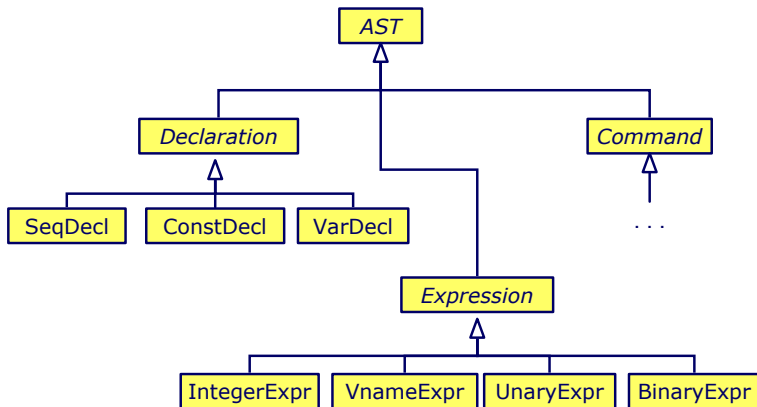 AST
Declaration
Command
SeqDecl ConstDecl VarDecl
. . .
Expression
IntegerExpr VnameExpr UnaryExpr BinaryExpr